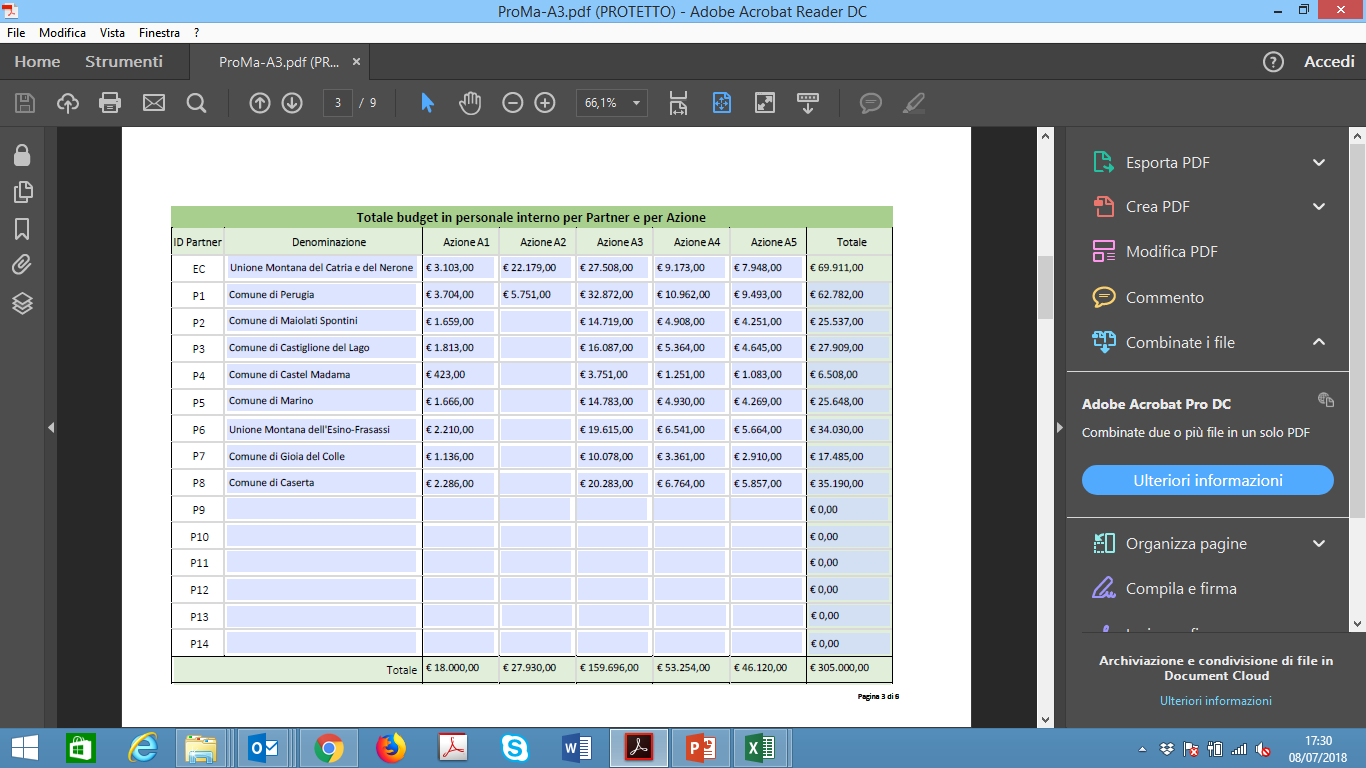 ProMa-A3.pdf (PROTETTO) - Adobe Acrobat Reader DC
File Modifica Vista Finestra ?
Home Strumenti ProMa-A3.pdf (PR... × Accedi
3 / 9 66,1%
Totale budget in personale interno per Partner e per Azione
ID Partner Denominazione Azione A1 Azione A2 Azione A3 Azione A4 Azione A5 Totale
EC Unione Montana del Catria e del Nerone € 3.103,00 € 22.179,00 € 27.508,00 € 9.173,00 € 7.948,00 € 69.911,00
P1 Comune di Perugia € 3.704,00 € 5.751,00 € 32.872,00 € 10.962,00 € 9.493,00 € 62.782,00
P2 Comune di Maiolati Spontini € 1.659,00 € 14.719,00 € 4.908,00 € 4.251,00 € 25.537,00
P3 Comune di Castiglione del Lago € 1.813,00 € 16.087,00 € 5.364,00 € 4.645,00 € 27.909,00
P4 Comune di Castel Madama € 423,00 € 3.751,00 € 1.251,00 € 1.083,00 € 6.508,00
P5 Comune di Marino € 1.666,00 € 14.783,00 € 4.930,00 € 4.269,00 € 25.648,00
P6 Unione Montana dell'Esino-Frasassi € 2.210,00 € 19.615,00 € 6.541,00 € 5.664,00 € 34.030,00
P7 Comune di Gioia del Colle € 1.136,00 € 10.078,00 € 3.361,00 € 2.910,00 € 17.485,00
P8 Comune di Caserta € 2.286,00 € 20.283,00 € 6.764,00 € 5.857,00 € 35.190,00
P9 € 0,00
P10 € 0,00
P11 € 0,00
P12 € 0,00
P13 € 0,00
P14 € 0,00
Totale € 18.000,00 € 27.930,00 € 159.696,00 € 53.254,00 € 46.120,00 € 305.000,00
Pagina 3 di 6
Esporta PDF
Crea PDF
Modifica PDF
Commento
Combinate i file
Adobe Acrobat Pro DC
Combinate due o più file in un solo PDF
Ulteriori informazioni
Organizza pagine
Compila e firma
Archiviazione e condivisione di file in
Document Cloud
Ulteriori informazioni
17:30
08/07/2018